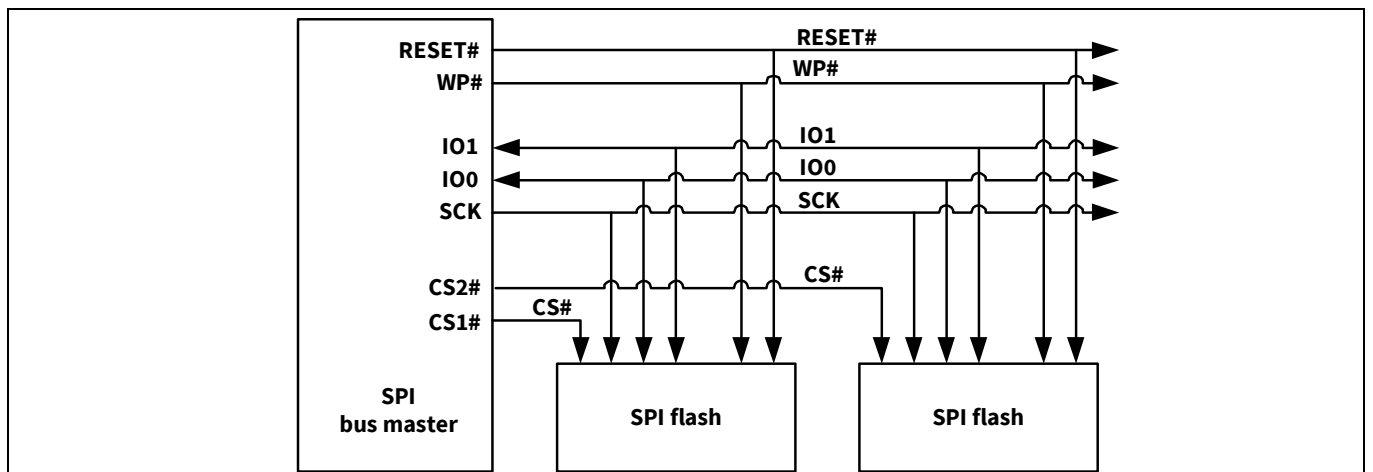 RESET#
RESET#
WP#
WP#
IO1
IO1
IO0
IO0
SCK
SCK
CS2#
CS#
CS1#
CS#
SPI
bus master
SPI flash
SPI flash